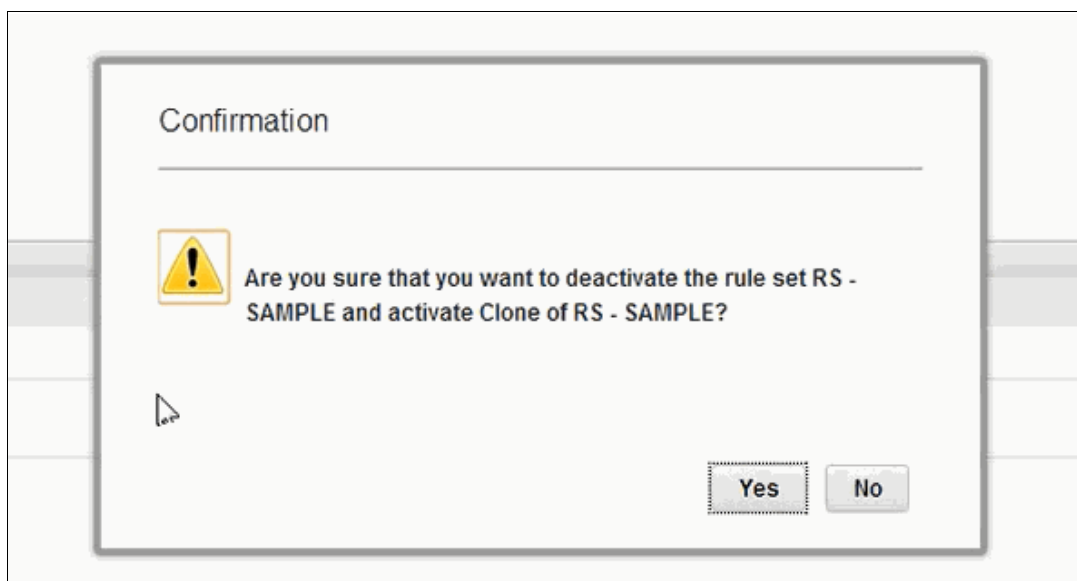 Confirmation
Are you sure that you want to deactivate the rule set RS -
SAMPLE and activate Clone of RS - SAMPLE?
Yes No